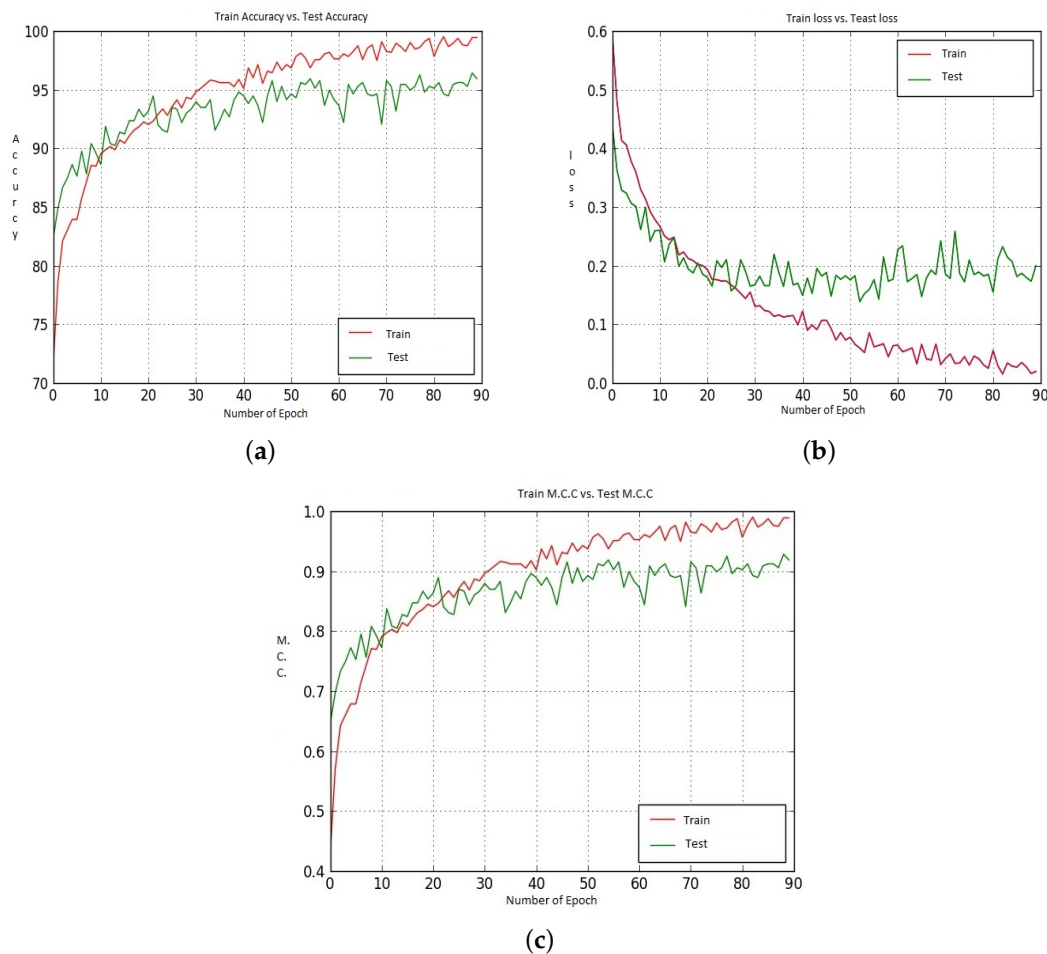 Train Accuracy vs. Test Accuracy
100
95
90
85
80
75
70
A
c
c
u
r
c
y
Train
Test
0 10 20 30 40 50 60 70 80 90
Number of Epoch
(a)
Train loss vs. Teast loss
0.6
0.5
0.4
0.3
0.2
0.1
0.0
l
o
s
s
Train
Test
0 10 20 30 40 50 60 70 80 90
Number of Epoch
(b)
Train M.C.C vs. Test M.C.C
1.0
0.9
0.8
0.7
0.6
0.5
0.4
M.
C.
C.
Train
Test
0 10 20 30 40 50 60 70 80 90
Number of Epoch
(c)